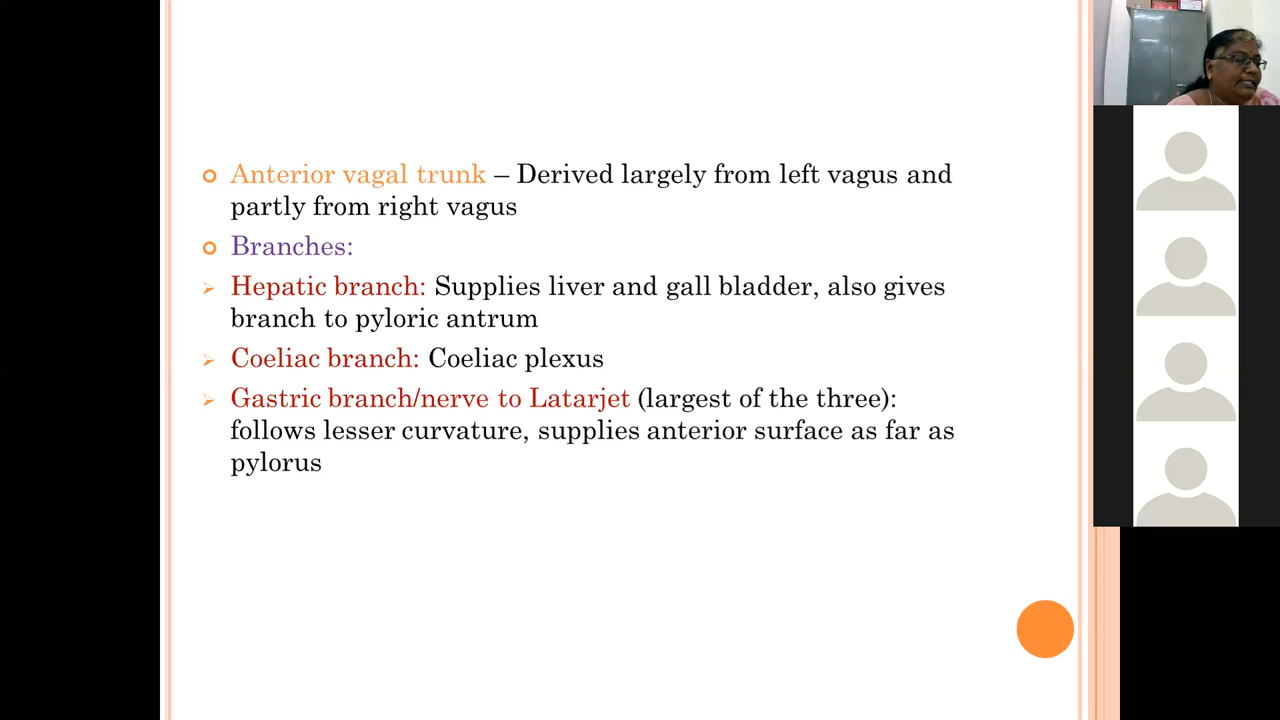 Anterior vagal trunk – Derived largely from left vagus and
partly from right vagus
Branches:
Hepatic branch: Supplies liver and gall bladder, also gives
branch to pyloric antrum
Coeliac branch: Coeliac plexus
Gastric branch/nerve to Latarjet (largest of the three):
follows lesser curvature, supplies anterior surface as far as
pylorus